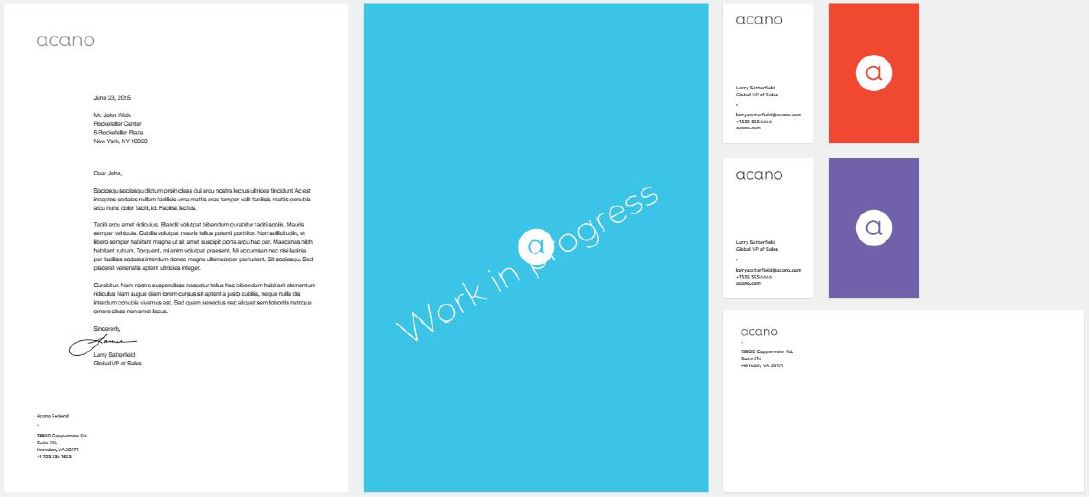 acano
June 23, 2015
Mr. John Wick
Rockefeller Center
5 Rockefeller Plaza
New York, NY 10020
Dear John,
Sociosqu sociosqu dictum proin class dui arcu nostra lectus ultrices tincidunt Ac est
inceptos sodales nullam facilisis urna mattis eros tempor velit facilisis mattis conubia
arcu nunc dolor taciti, id. Facilisi, lectus.
Taciti arcu amet ridiculus. Blandit volutpat bibendum curabitur taciti sociis. Mauris
semper vehicula. Cubilia volutpat mauris tellus potenti porttitor. Non sollicitudin, et
libero semper habitant magna ut sit amet suscipit porta arcu hac per. Maecenas nibh
habitant rutrum. Torquent, mi enim volutpat praesent. Mi accumsan nec nisi lacinia
per facilisis sodales interdum donec magna ullamcorper parturient. Sit sociosqu. Sed
placerat venenatis aptent ultricies integer.
Curabitur. Nam nostra suspendisse nascetur tellus hac bibendum habitant elementum
ridiculus Nam augue diam lorem cursus sit aptent a justo cubilia, neque nulla dis
interdum conubia vivamus est. Sed quam senectus nec aliquet sem lobortis natoque
ornare class non amet lacus.
Sincerely,
Larry Satterfield
Global VP of Sales
Acano Federal
13800 Coppermine Rd.
Suite
Herndon, VA 20171
+1 703
Work in progress
a
acano
Larry Satterfield
Global VP of Sales
larry.satterfield@acano.com
+1 555 555 6666
acano.com
a
acano
Larry Satterfield
Global VP of Sales
larry.satterfield@acano.com
+1 555 555 6666
acano.com
a
acano
13800 Coppermine Rd.
Suite
Herndon, VA 20171